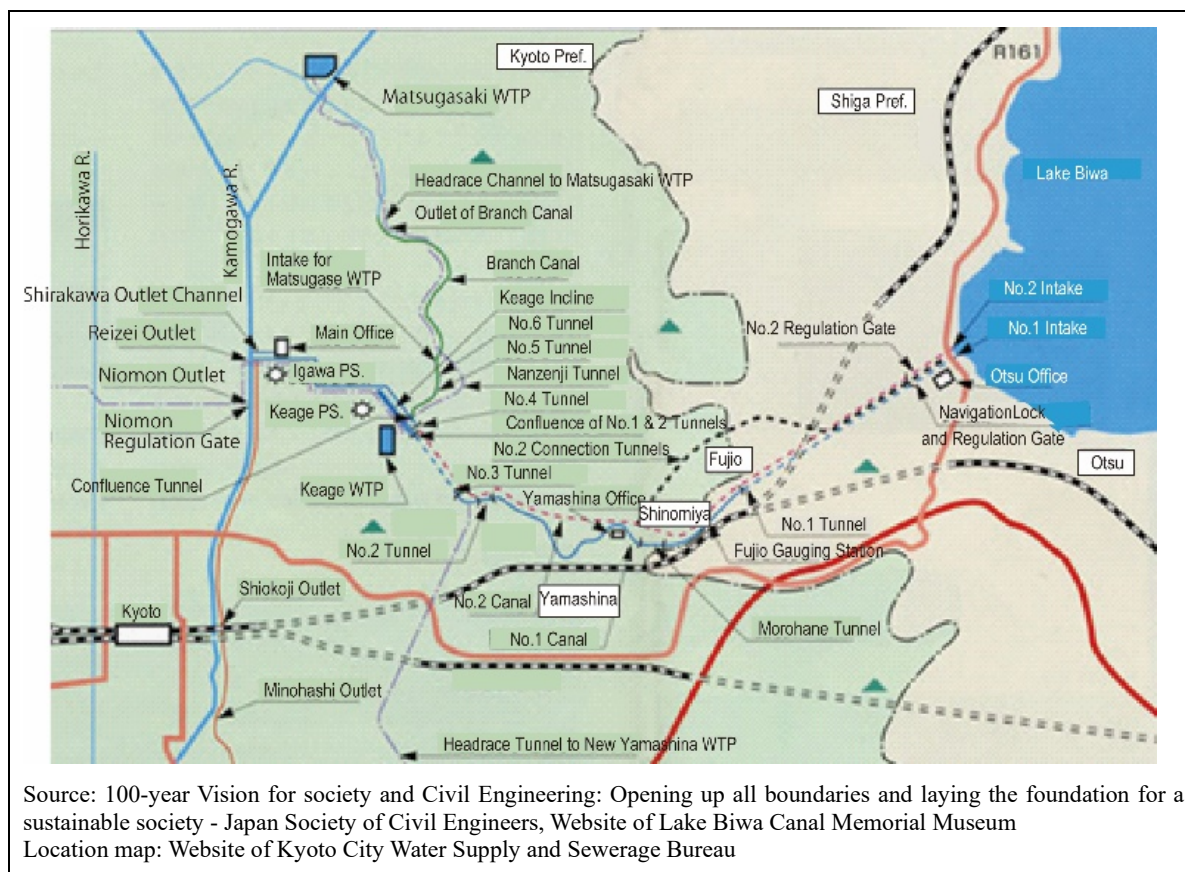 Kyoto Pref.
R161
Shiga Pref.
Matsugasaki WTP
Lake Biwa
Horikawa R.
Kamogawa R.
Headrace Channel to Matsugasaki WTP
Outlet of Branch Canal
Intake for
Matsugase WTP
Branch Canal
Shirakawa Outlet Channel
Keage Incline
No.2 Intake
Reizei Outlet
Main Office
No.6 Tunnel
No.2 Regulation Gate
No.1 Intake
No.5 Tunnel
Niomon Outlet
Igawa PS.
Nanzenji Tunnel
Otsu Office
Niomon
Regulation Gate
Keage PS.
No.4 Tunnel
Confluence of No.1 & 2 Tunnels
NavigationLock
and Regulation Gate
No.2 Connection Tunnels
Fujio
Otsu
Confluence Tunnel
Keage WTP
No.3 Tunnel
Yamashina Office
Shinomiya
No.1 Tunnel
No.2 Tunnel
Fujio Gauging Station
Shiokoji Outlet
Kyoto
No.2 Canal
Yamashina
No.1 Canal
Morohane Tunnel
Minohashi Outlet
Headrace Tunnel to New Yamashina WTP
Source: 100-year Vision for society and Civil Engineering: Opening up all boundaries and laying the foundation for a
sustainable society - Japan Society of Civil Engineers, Website of Lake Biwa Canal Memorial Museum
Location map: Website of Kyoto City Water Supply and Sewerage Bureau